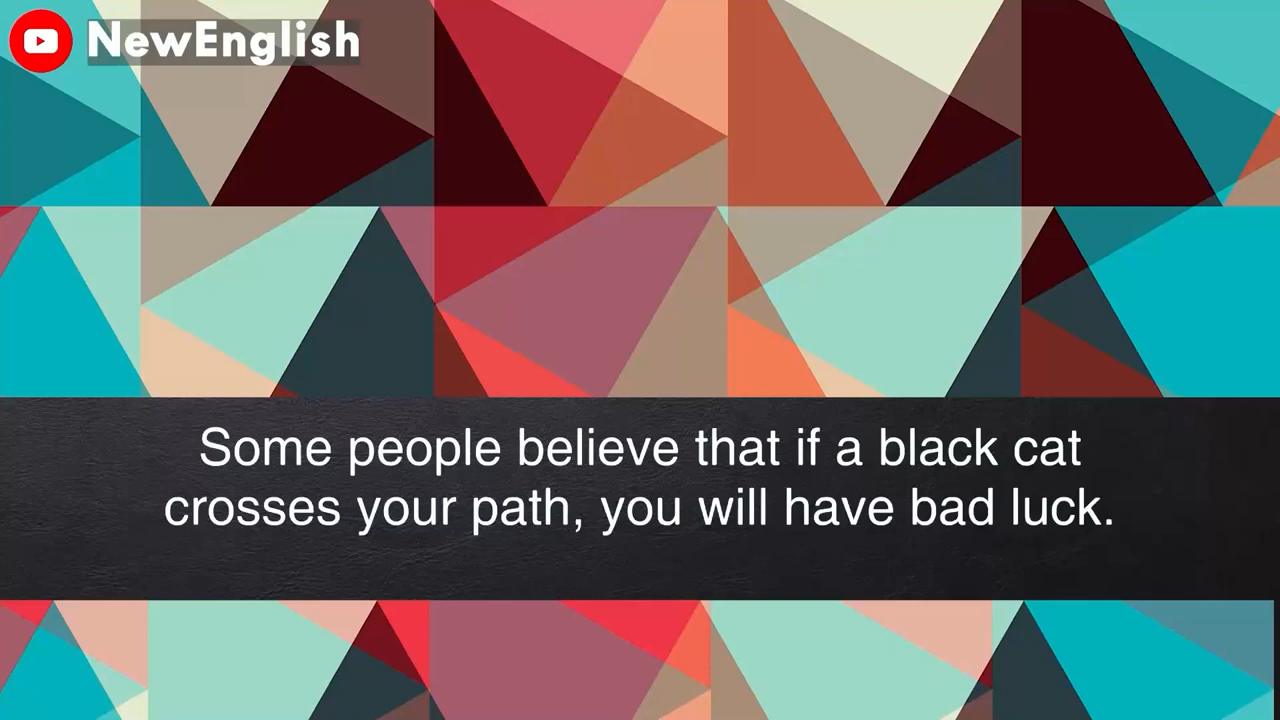 NewEnglish
Some people believe that if a black cat
crosses your path, you will have bad luck.